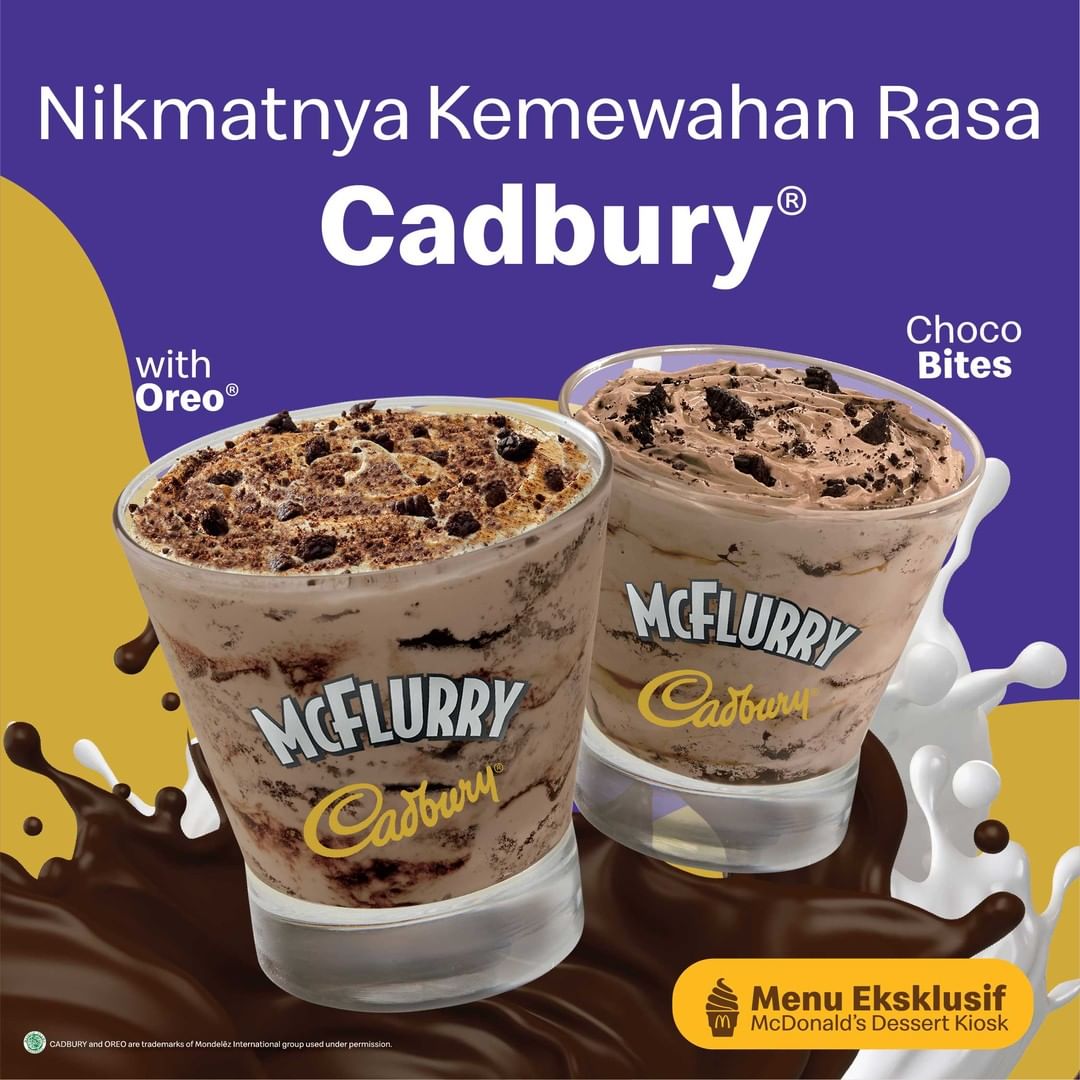 Nikmatnya Kemewahan Rasa
Cadbury®
with
Oreo®
Choco
Bites
McFLURRY
Cadbury®
McFLURRY
Cadbury®
Menu Eksklusif
McDonald's Dessert Kiosk
CADBURY and OREO are trademarks of Mondelēz International group used under permission.